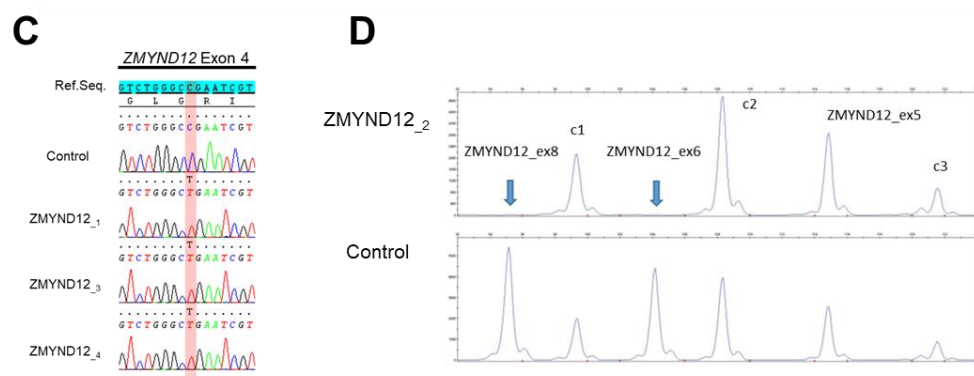 C
ZMYND12 Exon 4
Ref.Seq.
GTCTGGGCCGAATCGT
G L G R I
GTCTGGGCCGAATCGT
Control
T
GTCTGGGCTGAATCGT
ZMYND12_1
T
GTCTGGGCTGAATCGT
ZMYND12_3
T
GTCTGGGCTGAATCGT
ZMYND12_4
D
ZMYND12_2
ZMYND12_ex8
c1
ZMYND12_ex6
c2
ZMYND12_ex5
c3
Control